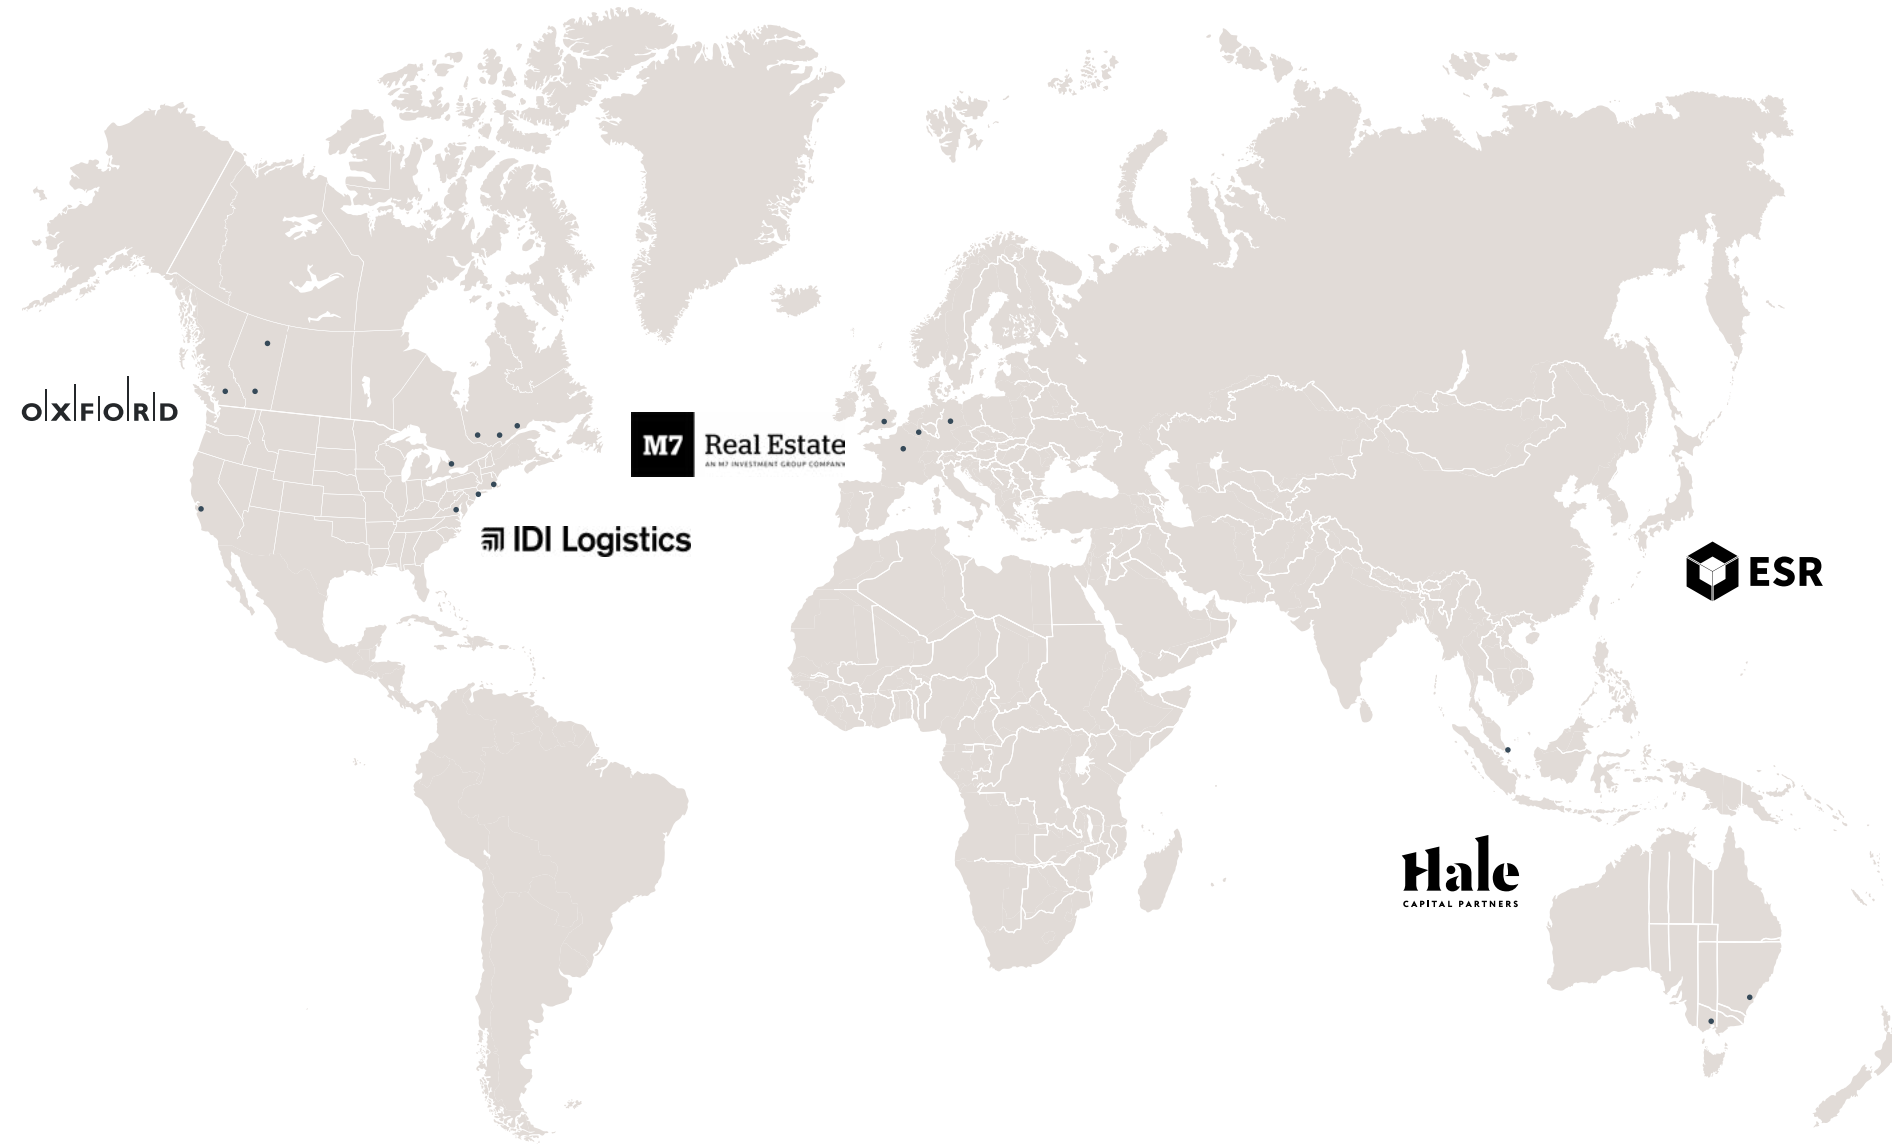 OXFORD
M7 Real Estate
AN M7 INVESTMENT GROUP COMPANY
IDI Logistics
ESR
Hale
CAPITAL PARTNERS